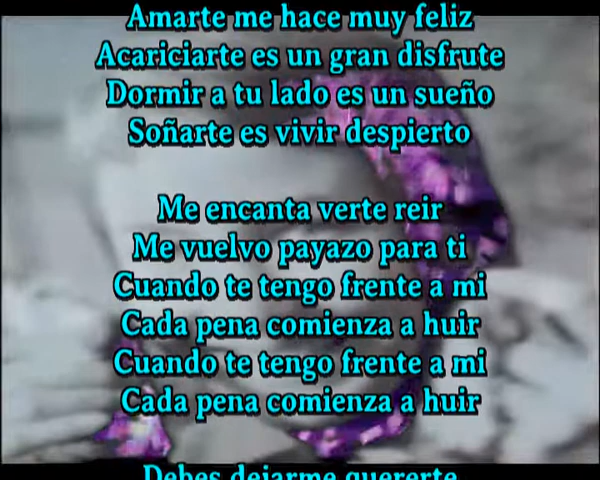 Amarte me hace muy feliz
Acariciarte es un gran disfrute
Dormir a tu lado es un sueño
Soñarte es vivir despierto
Me encanta verte reir
Me vuelvo payazo para ti
Cuando te tengo frente a mi
Cada pena comienza a huir
Cuando te tengo frente a mi
Cada pena comienza a huir
Debes dejarme quererte